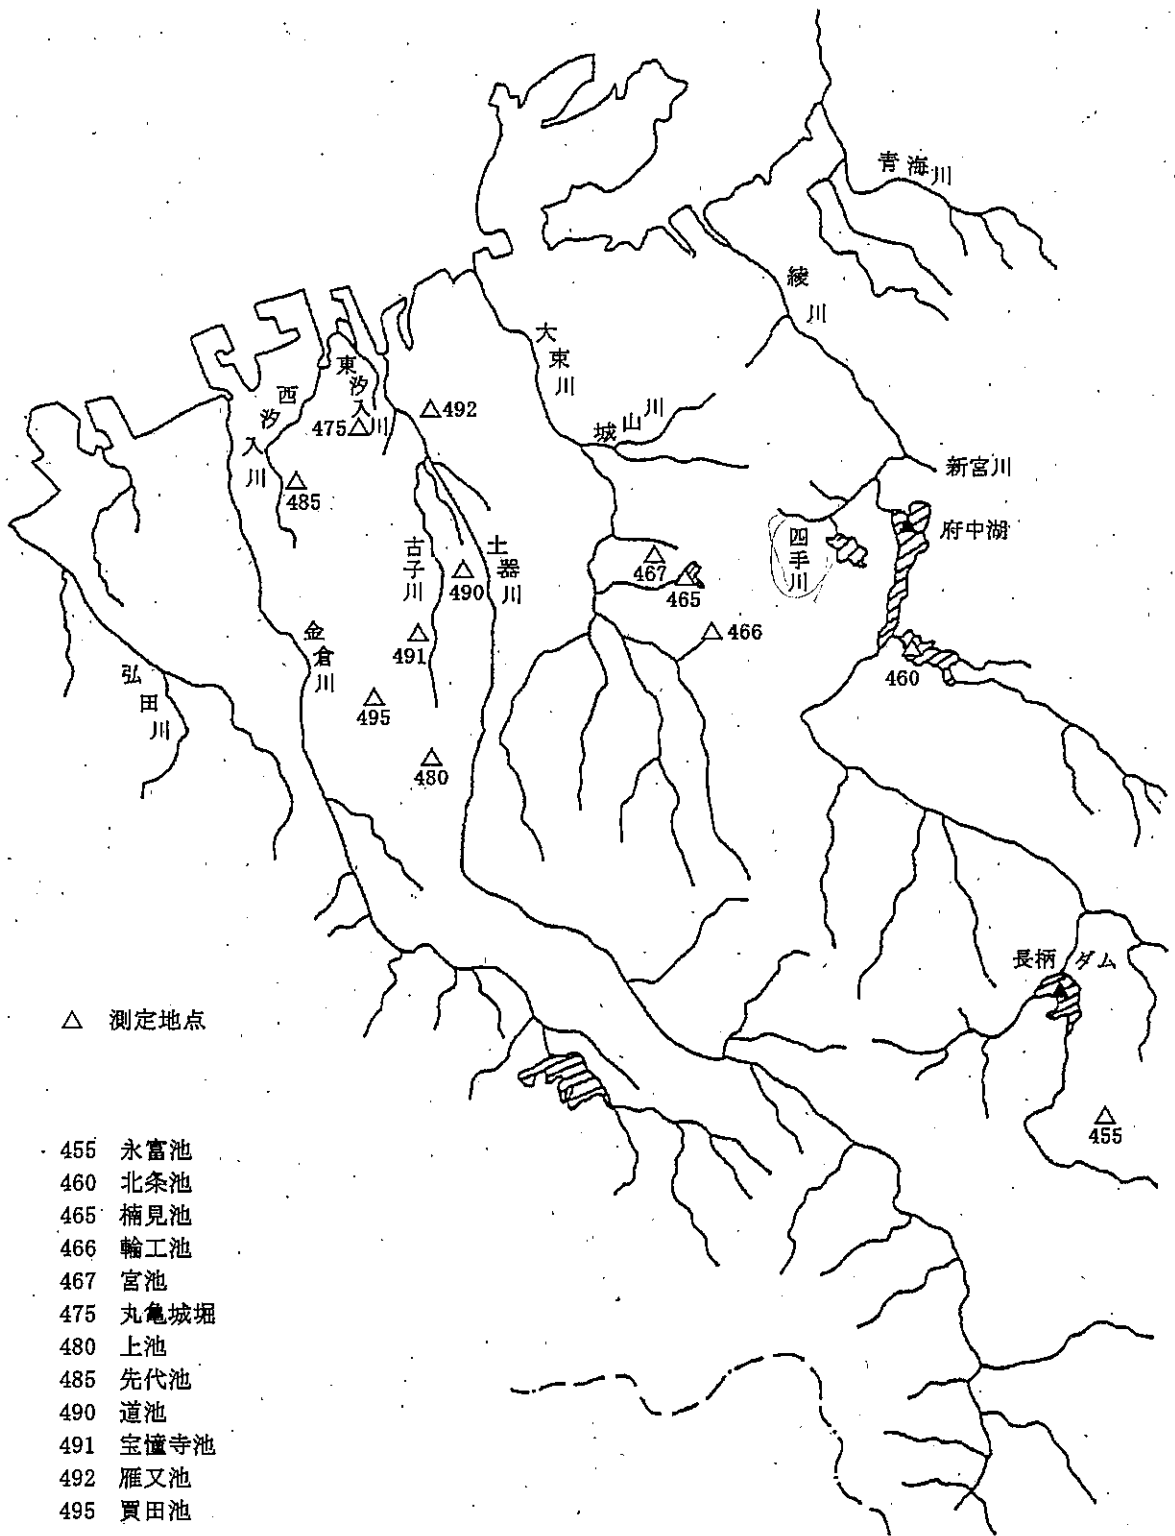 青海川
綾川
大東川
東汐入川
西汐入川
△492
475△
城山川
△
485
新宮川
府中湖
四手川
古子川
土器川
△
467
△
490
465
△466
△
491
金倉川
460
弘田川
△
495
△
480
長柄ダム
△ 測定地点
△
455
455 永富池
460 北条池
465 楠見池
466 輪工池
467 宮池
475 丸亀城堀
480 上池
485 先代池
490 道池
491 宝憧寺池
492 雁又池
495 買田池